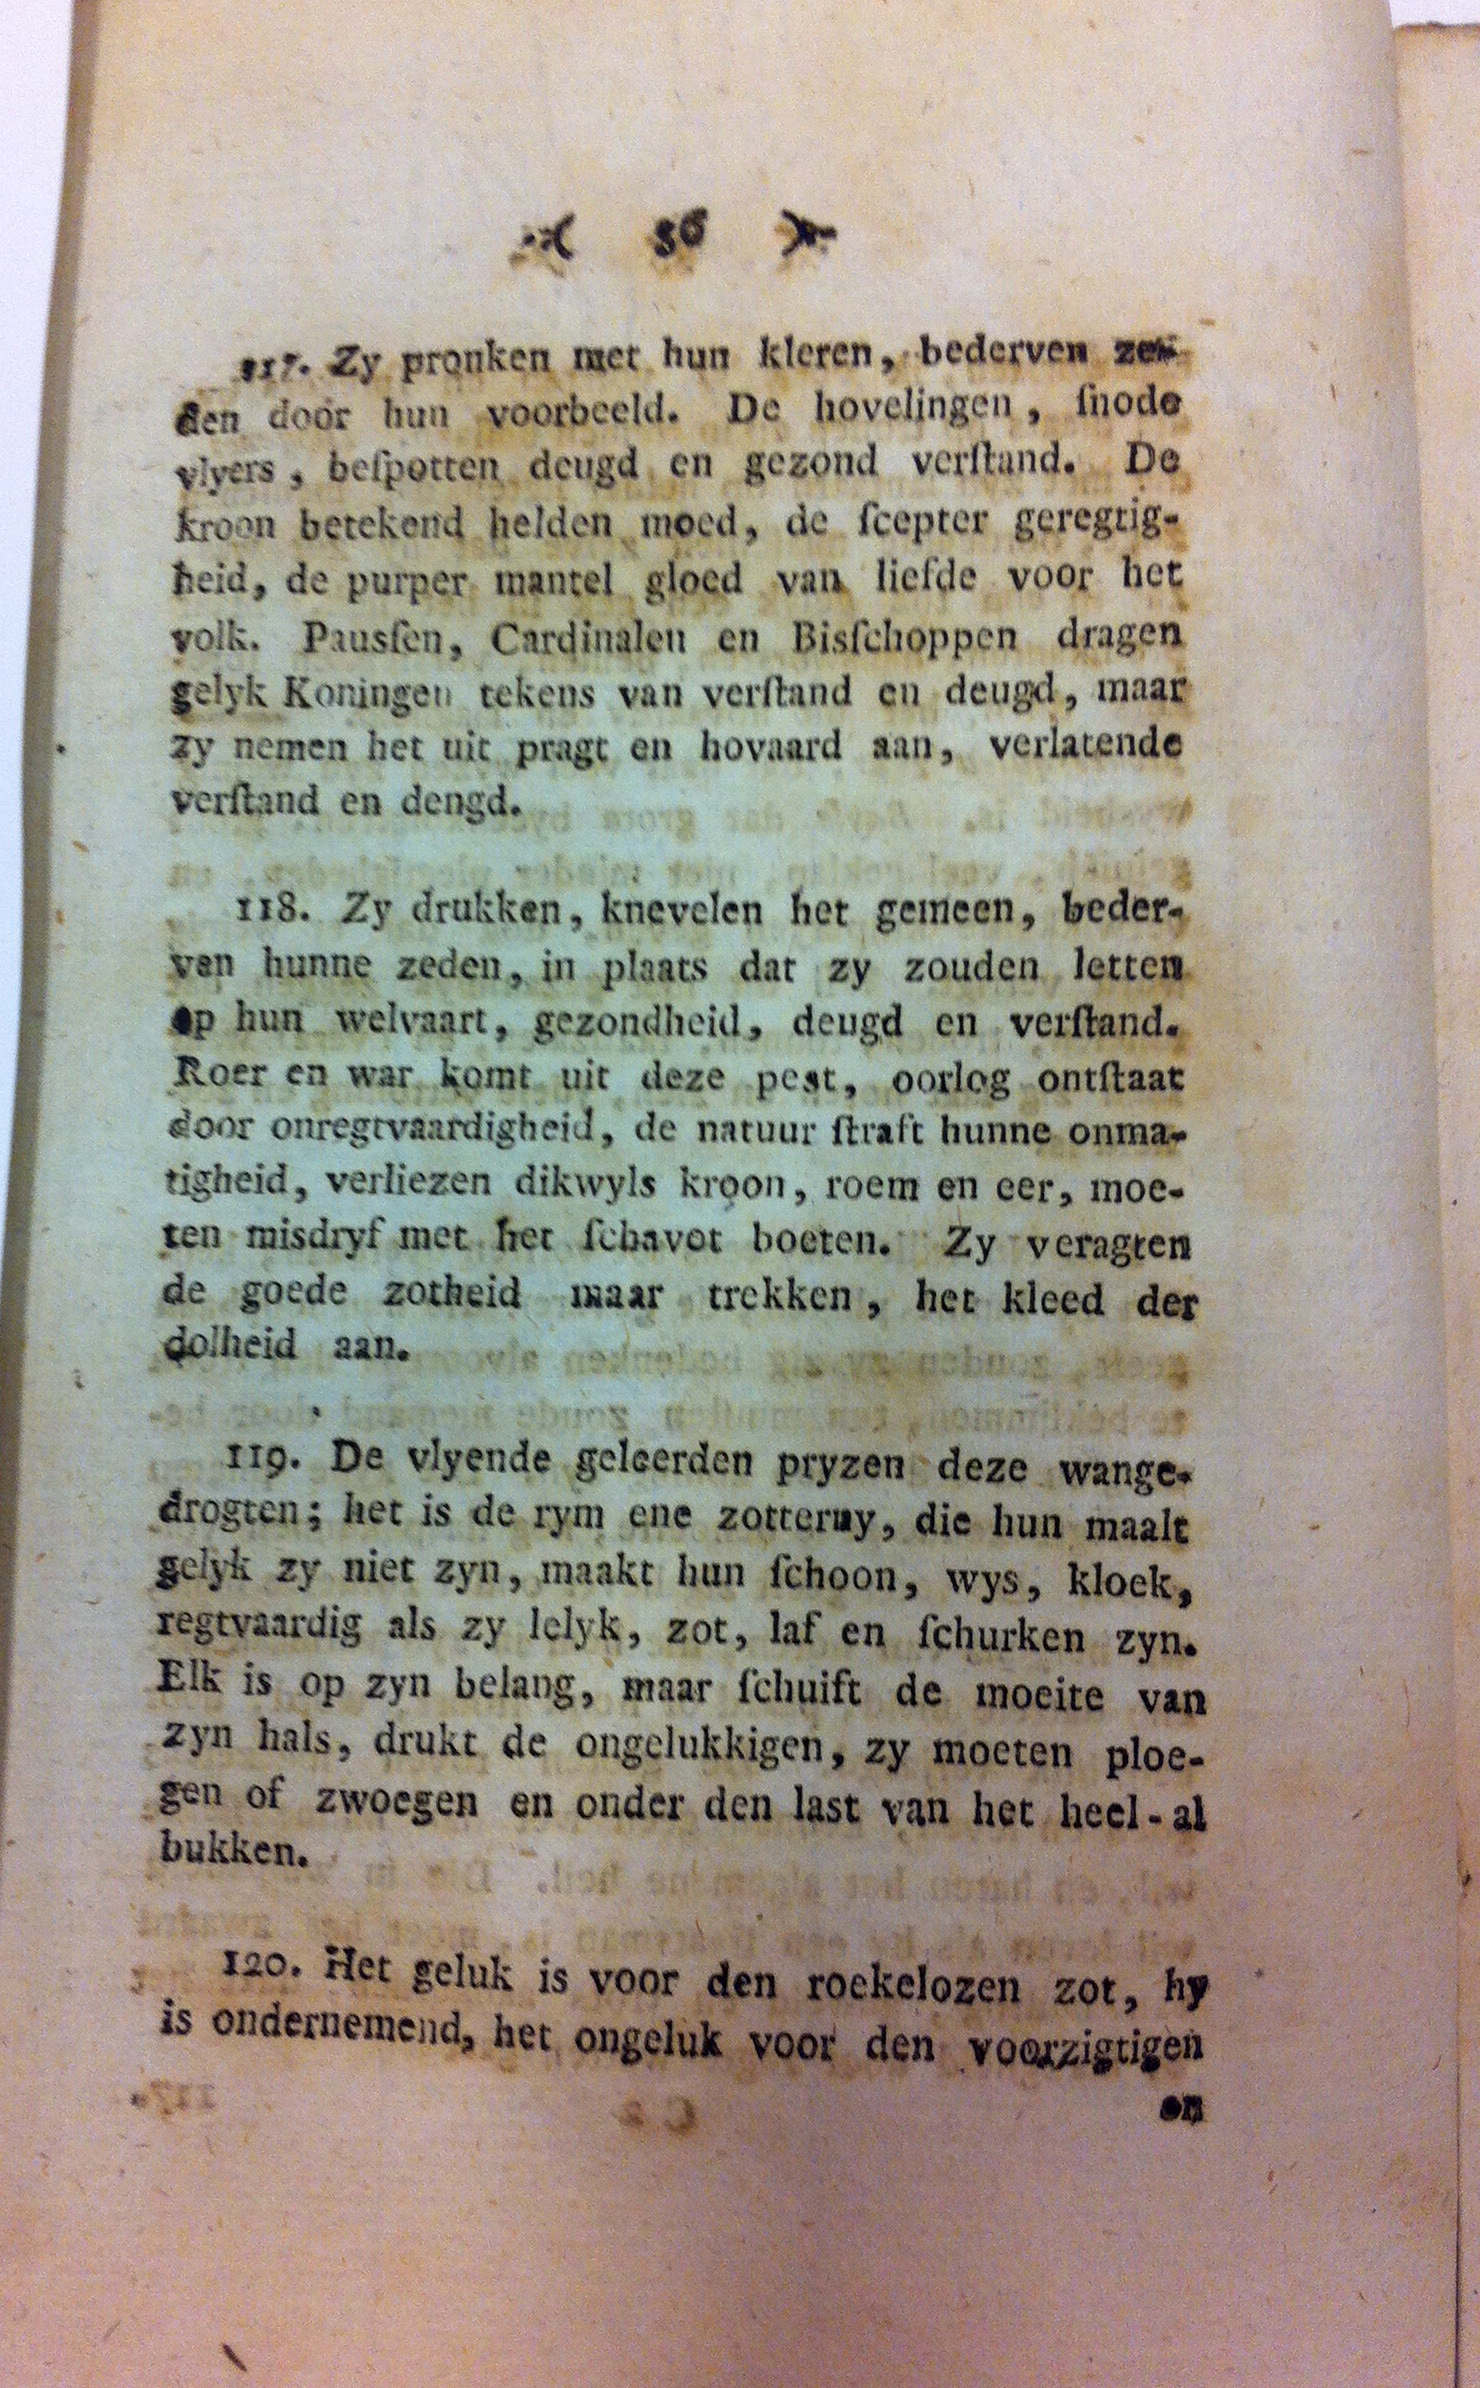 36
117. Zy pronken met hun kleren, bederven ze-
den door hun voorbeeld. De hovelingen, ſnode
vlyers, beſpotten deugd en gezond verſtand. De
kroon betekend helden moed, de ſcepter geregtig-
heid, de purper mantel gloed van liefde voor het
volk. Pausſen, Cardinalen en Bisſchoppen dragen
gelyk Koningen tekens van verſtand en deugd, maar
zy nemen het uit pragt en hovaard aan, verlatende
verſtand en dengd.
118. Zy drukken, knevelen het gemeen, beder-
ven hunne zeden, in plaats dat zy zouden letten
op hun welvaart, gezondheid, deugd en verſtand.
Roer en war komt uit deze pest, oorlog ontſtaat
door onregtvaardigheid, de natuur ſtraft hunne onma-
tigheid, verliezen dikwyls kroon, roem en eer, moe-
ten misdryf met het ſchavot boeten. Zy veragten
de goede zotheid maar trekken, het kleed der
dolheid aan.
119. De vlyende geleerden pryzen deze wange-
drogten; het is de rym ene zotterny, die hun maalt
gelyk zy niet zyn, maakt hun ſchoon, wys, kloek,
regtvaardig als zy lelyk, zot, laf en ſchurken zyn.
Elk is op zyn belang, maar ſchuift de moeite van
zyn hals, drukt de ongelukkigen, zy moeten ploe-
gen of zwoegen en onder den last van het heel-al
bukken.
120. Het geluk is voor den roekelozen zot, hy
is ondernemend, het ongeluk voor den voorzigtigen
en